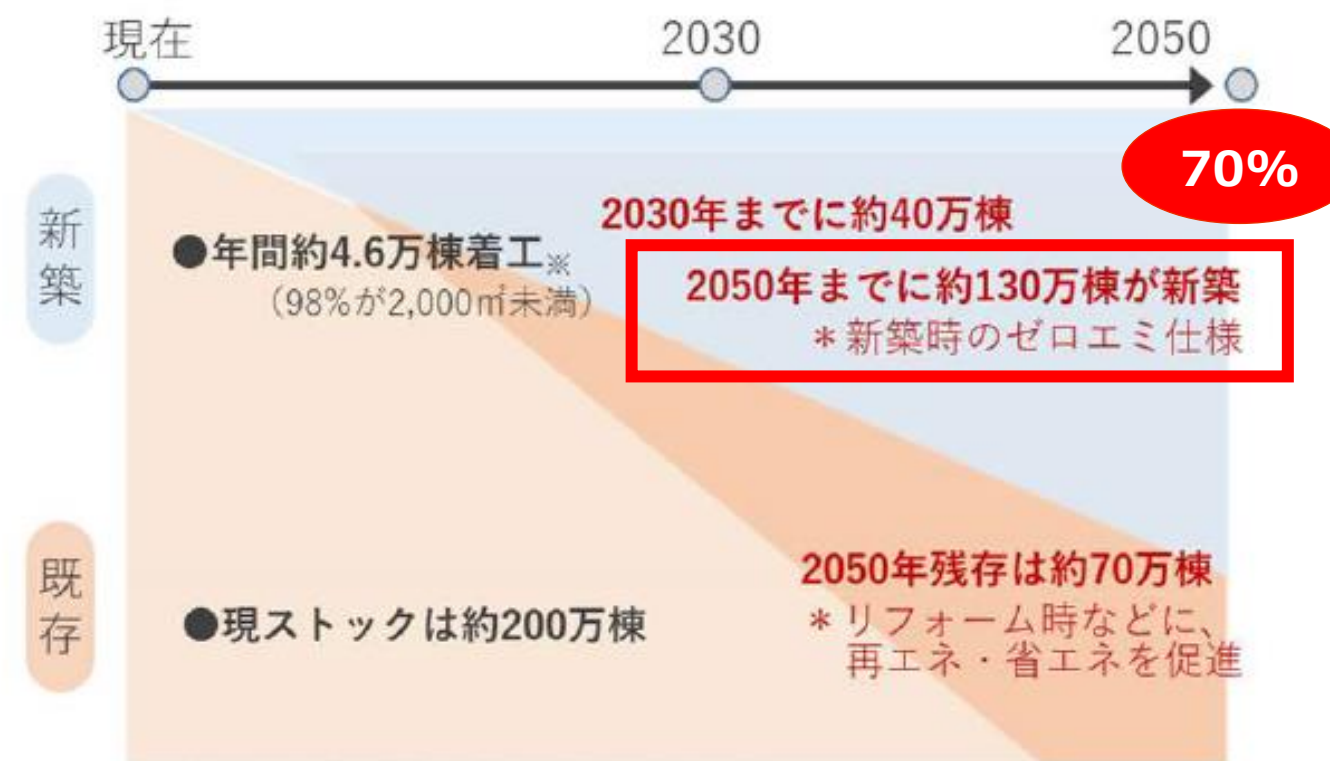 現在
2030
2050
70%
新築
●年間約4.6万棟着工※
（98%が2,000㎡未満）
2030年までに約40万棟
2050年までに約130万棟が新築
＊新築時のゼロエミ仕様
既存
●現ストックは約200万棟
2050年残存は約70万棟
＊リフォーム時などに、
再エネ・省エネを促進